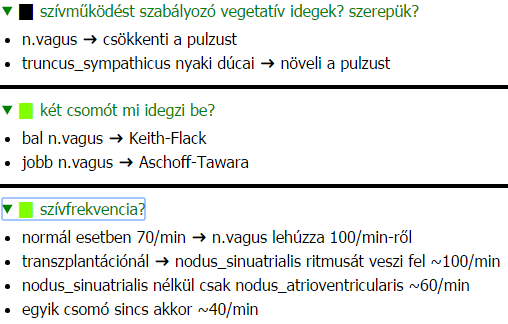 szívműködést szabályozó vegetatív idegek? szerepük?
n.vagus → csökkenti a pulzust
truncus_sympathicus nyaki dúcai → növeli a pulzust
két csomót mi idegzi be?
bal n.vagus → Keith-Flack
jobb n.vagus → Aschoff-Tawara
szívfrekvencia?
normál esetben 70/min → n.vagus lehúzza 100/min-ről
transzplantációnál → nodus_sinuatrialis ritmusát veszi fel ~100/min
nodus_sinuatrialis nélkül csak nodus_atrioventricularis ~60/min
egyik csomó sincs akkor ~40/min